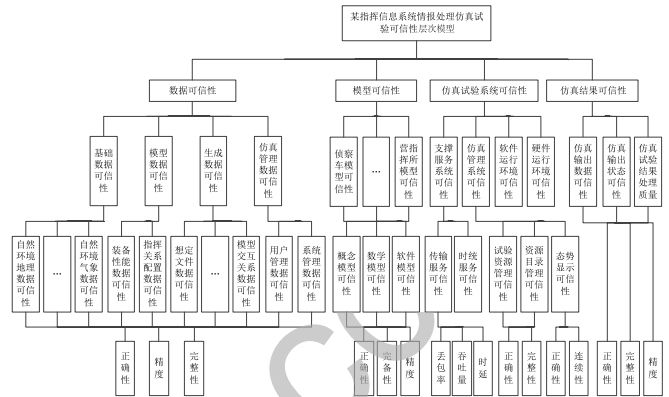 某指挥信息系统情报处理仿真试
验可信性层次模型
数据可信性
模型可信性
仿真试验系统可信性
仿真结果可信性
基础数据可信性
模型数据可信性
生成数据可信性
仿真管理数据可信性
侦察车模型可信性
...
营指挥所模型可信性
支撑服务系统可信性
仿真管理系统可信性
软件运行环境可信性
硬件运行环境可信性
仿真输出数据可信性
仿真输出状态可信性
仿真试验结果处理质量
自然环境地理数据可信性
...
自然环境气象数据可信性
装备性能数据可信性
指挥关系配置数据可信性
想定文件数据可信性
...
模型交互关系数据可信性
用户管理数据可信性
系统管理数据可信性
概念模型可信性
数学模型可信性
软件模型可信性
传输服务可信性
时统服务可信性
试验资源管理可信性
资源目录管理可信性
态势显示可信性
正确性
精度
完整性
正确性
完备性
精度
丢包率
吞吐量
时延
正确性
完整性
正确性
连续性
正确性
完整性
精度